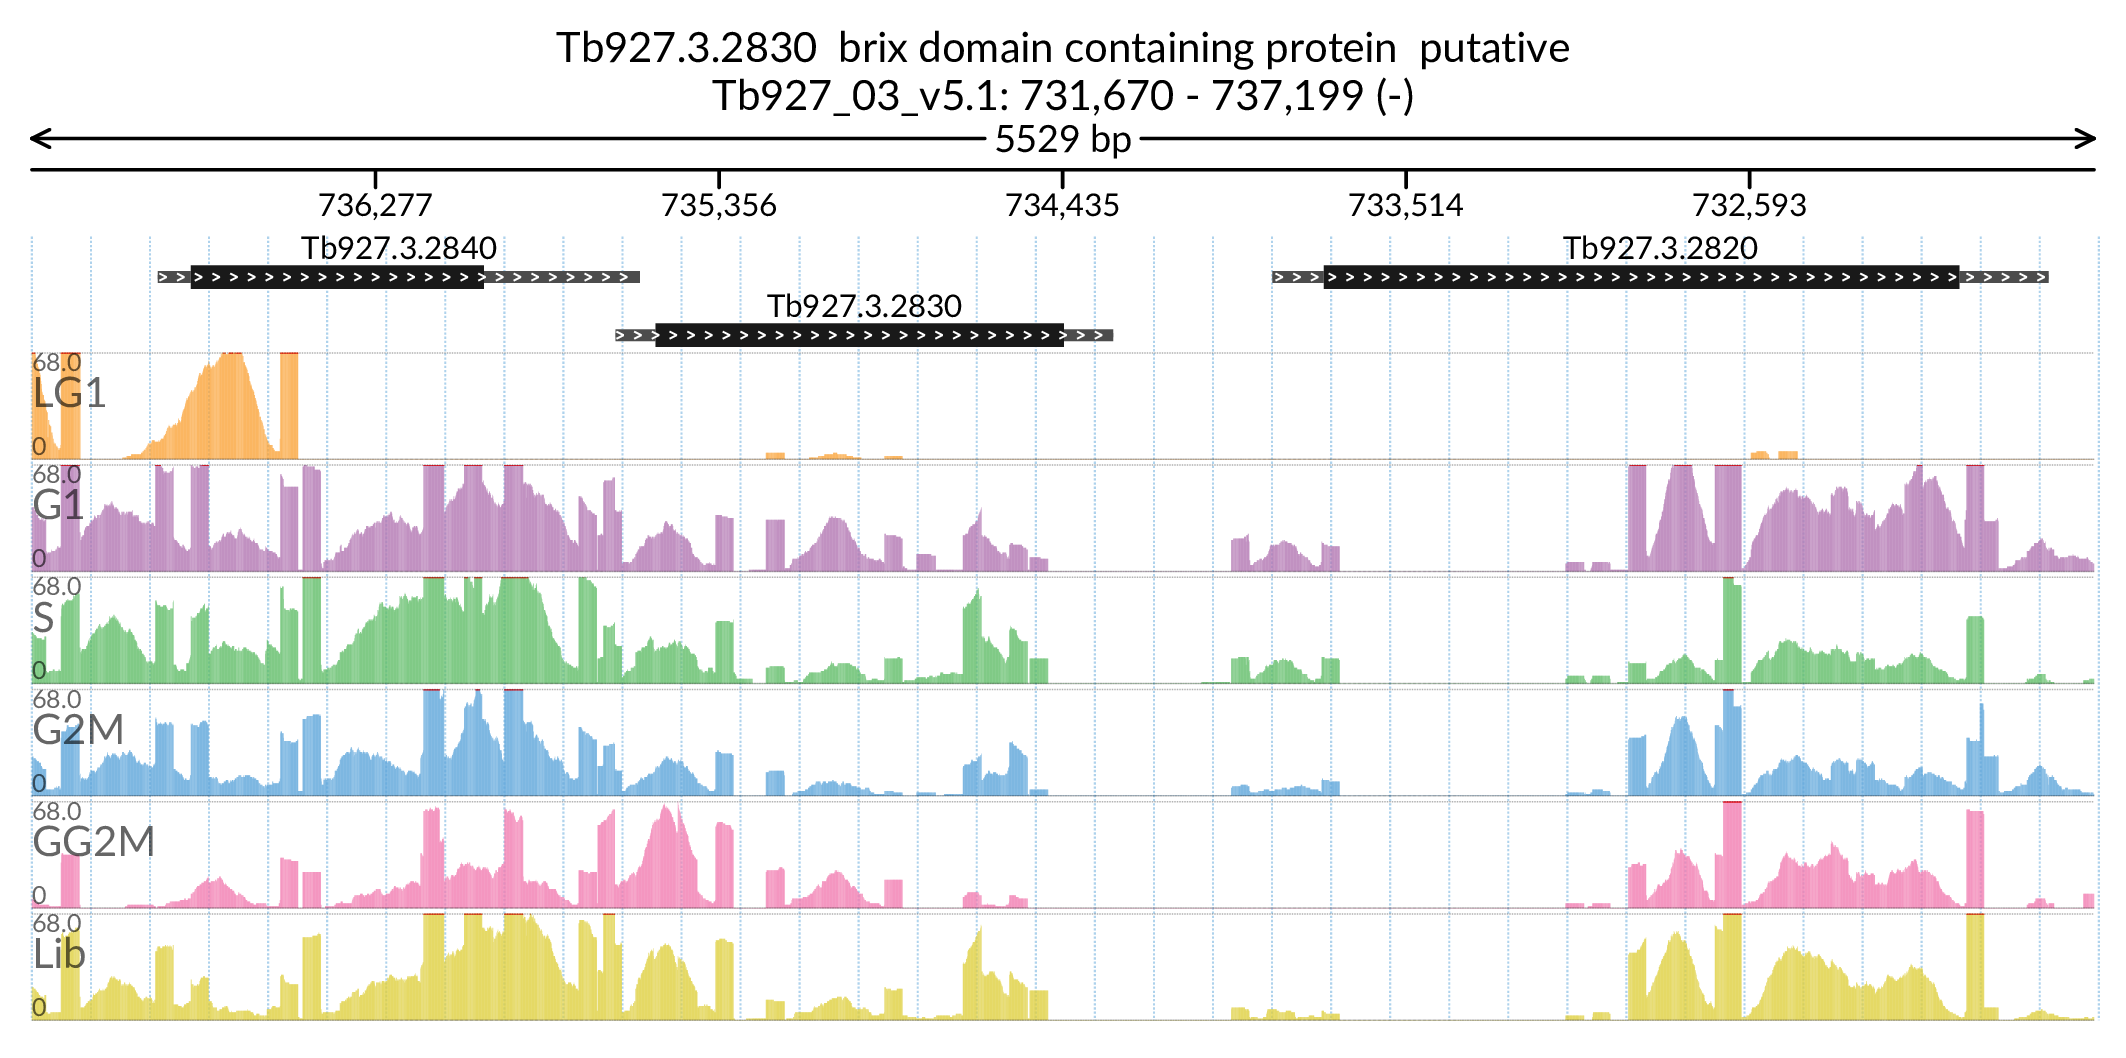 Tb927.3.2830  brix domain containing protein  putative
Tb927_03_v5.1: 731,670 - 737,199 (-)
5529 bp
736,277 735,356 734,435 733,514 732,593
Tb927.3.2840 Tb927.3.2820
Tb927.3.2830
68.0
LG1
0
68.0
G1
0
68.0
S
0
68.0
G2M
0
68.0
GG2M
0
68.0
Lib
0